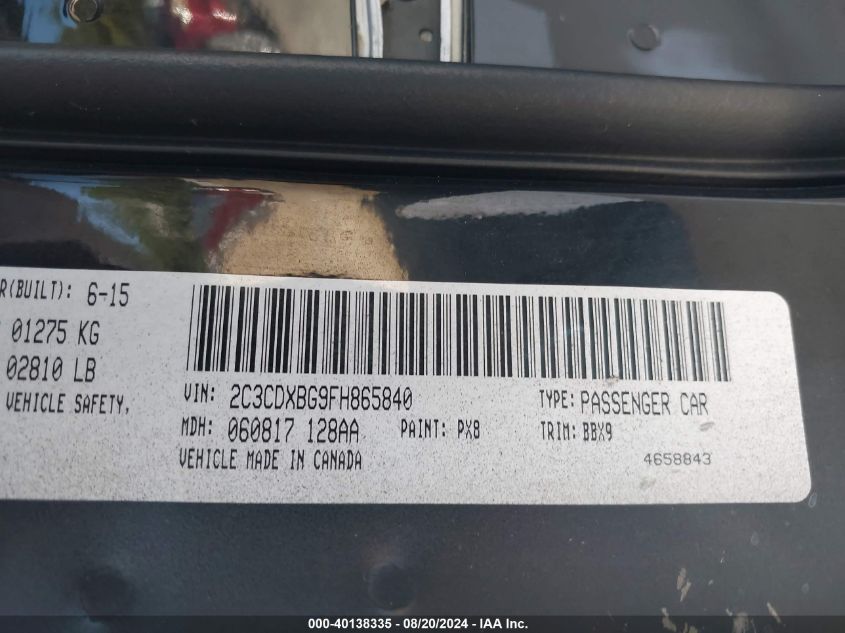 R(BUILT): 6-15
01275 KG
02810 LB
VEHICLE SAFETY,
VIN: 2C3CDXBG9FH865840 TYPE: PASSENGER CAR
MDH: 060817 128AA PAINT: PX8 TRIM: BBX9
VEHICLE MADE IN CANADA 4658843
000-40138335 - 08/20/2024 - IAA Inc.